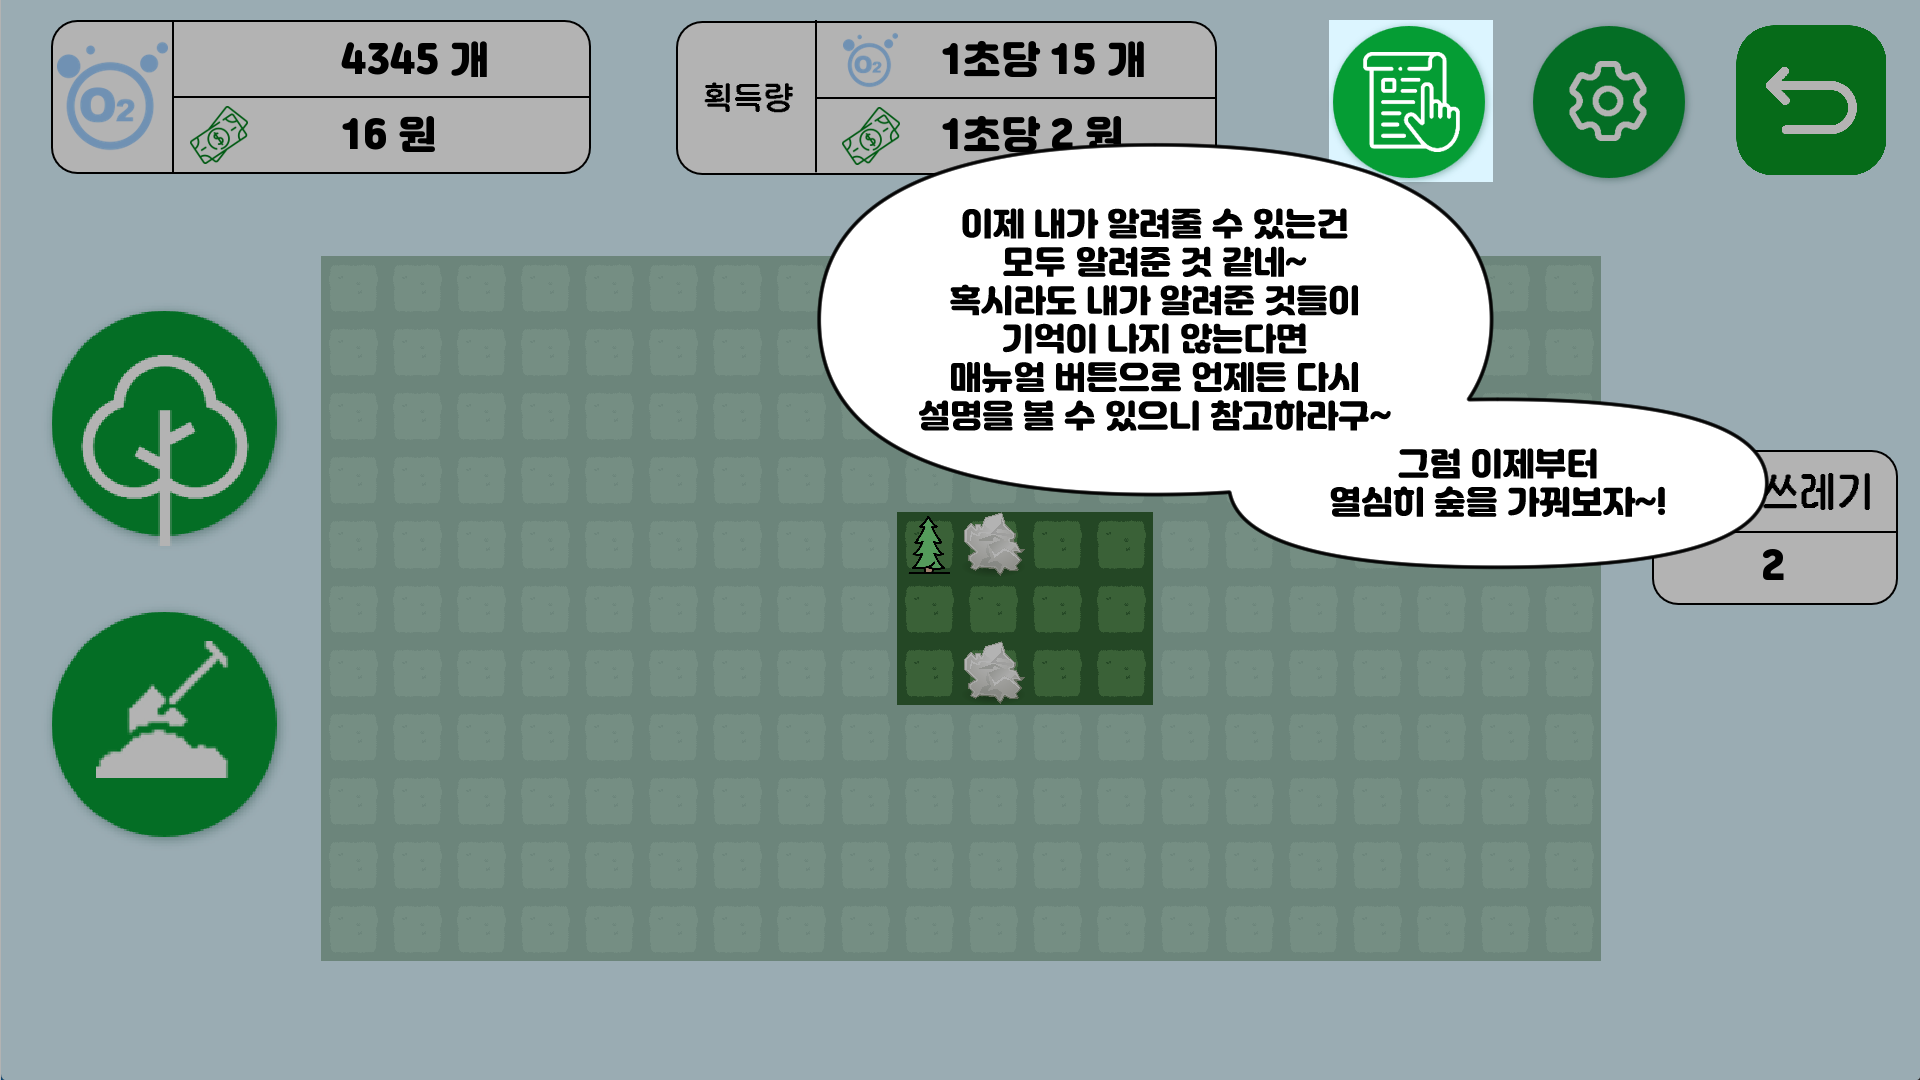 O2
4345 개
16 원
획득량
O2
1초당 15 개
1초당 2 원
이제 내가 알려줄 수 있는건
모두 알려준 것 같네~
혹시라도 내가 알려준 것들이
기억이 나지 않는다면
매뉴얼 버튼으로 언제든 다시
설명을 볼 수 있으니 참고하라구~
그럼 이제부터
열심히 숲을 가꿔보자~!
쓰레기
2